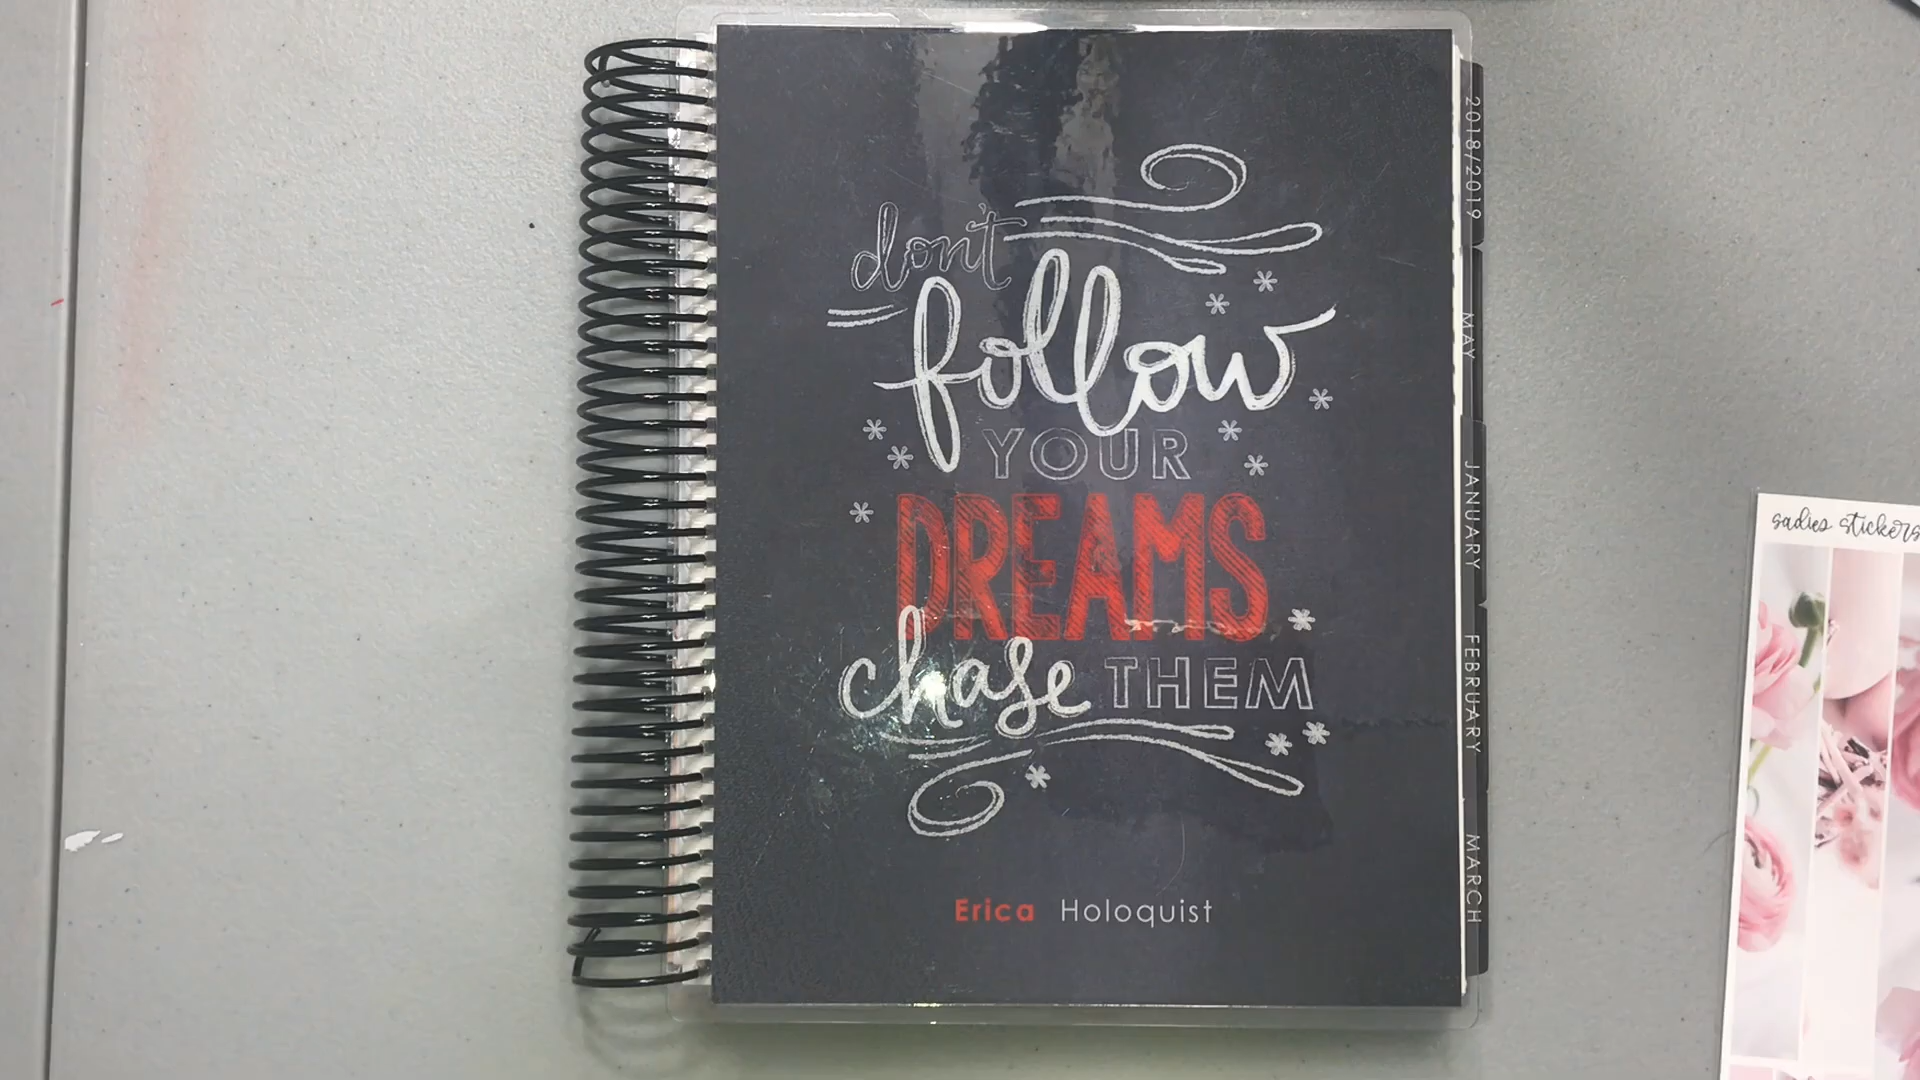 don't
follow
YOUR
DREAMS
chase THEM
Erica Holoquist
2018/2019
MAY
JANUARY
FEBRUARY
MARCH
sadies stickers